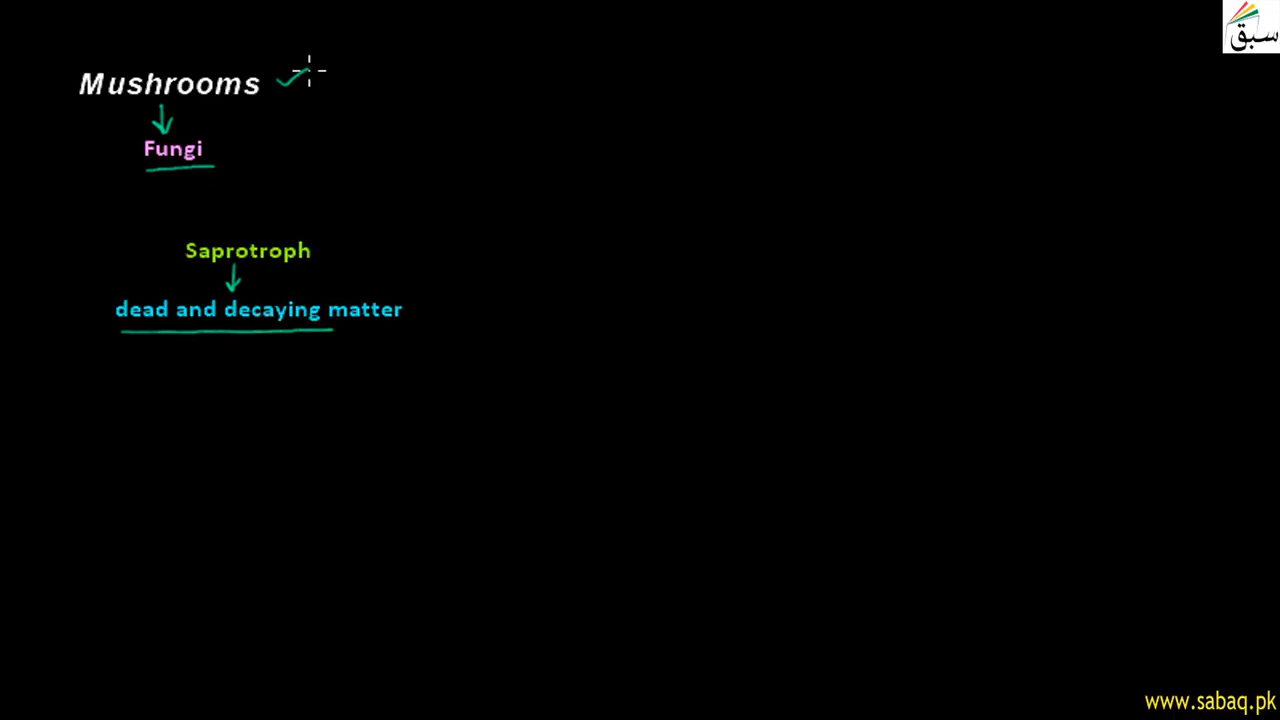 سبق
Mushrooms
Fungi
Saprotroph
dead and decaying matter
www.sabaq.pk